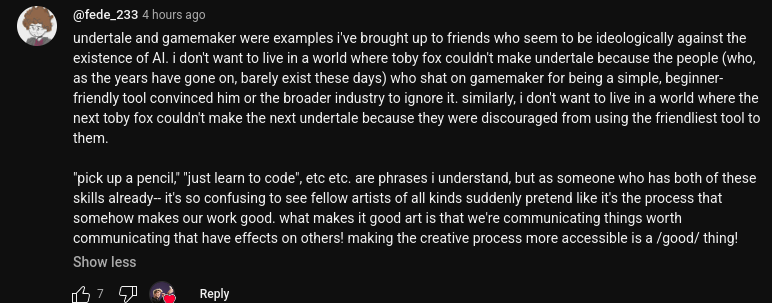 @fede_233 4 hours ago
undertale and gamemaker were examples i've brought up to friends who seem to be ideologically against the
existence of AI. i don't want to live in a world where toby fox couldn't make undertale because the people (who,
as the years have gone on, barely exist these days) who shat on gamemaker for being a simple, beginner-
friendly tool convinced him or the broader industry to ignore it. similarly, i don't want to live in a world where the
next toby fox couldn't make the next undertale because they were discouraged from using the friendliest tool to
them.
"pick up a pencil," "just learn to code", etc etc. are phrases i understand, but as someone who has both of these
skills already-- it's so confusing to see fellow artists of all kinds suddenly pretend like it's the process that
somehow makes our work good. what makes it good art is that we're communicating things worth
communicating that have effects on others! making the creative process more accessible is a /good/ thing!
Show less
7 Reply